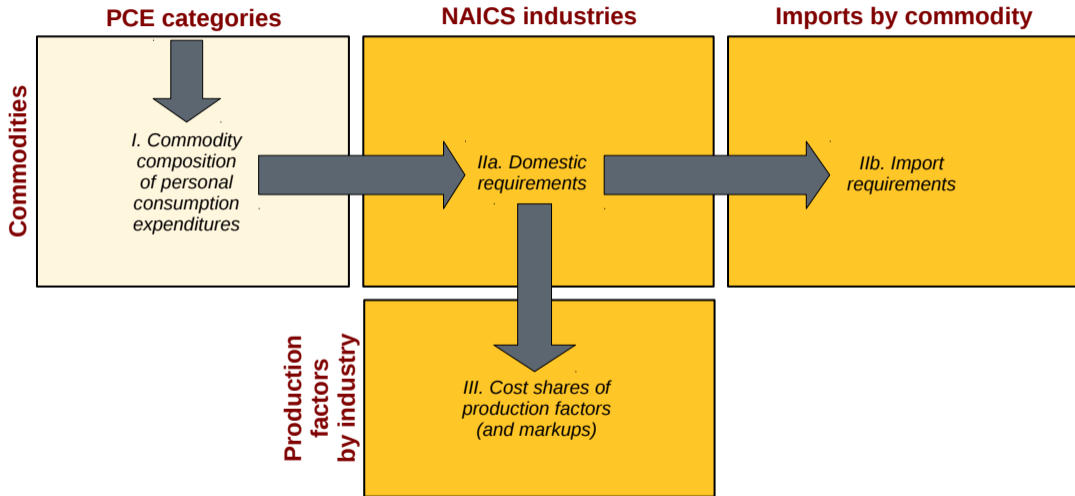 PCE categories
NAICS industries
Imports by commodity
Commodities
I. Commodity
composition
of personal
consumption
expenditures
IIa. Domestic
requirements
IIb. Import
requirements
Production
factors
by industry
III. Cost shares of
production factors
(and markups)